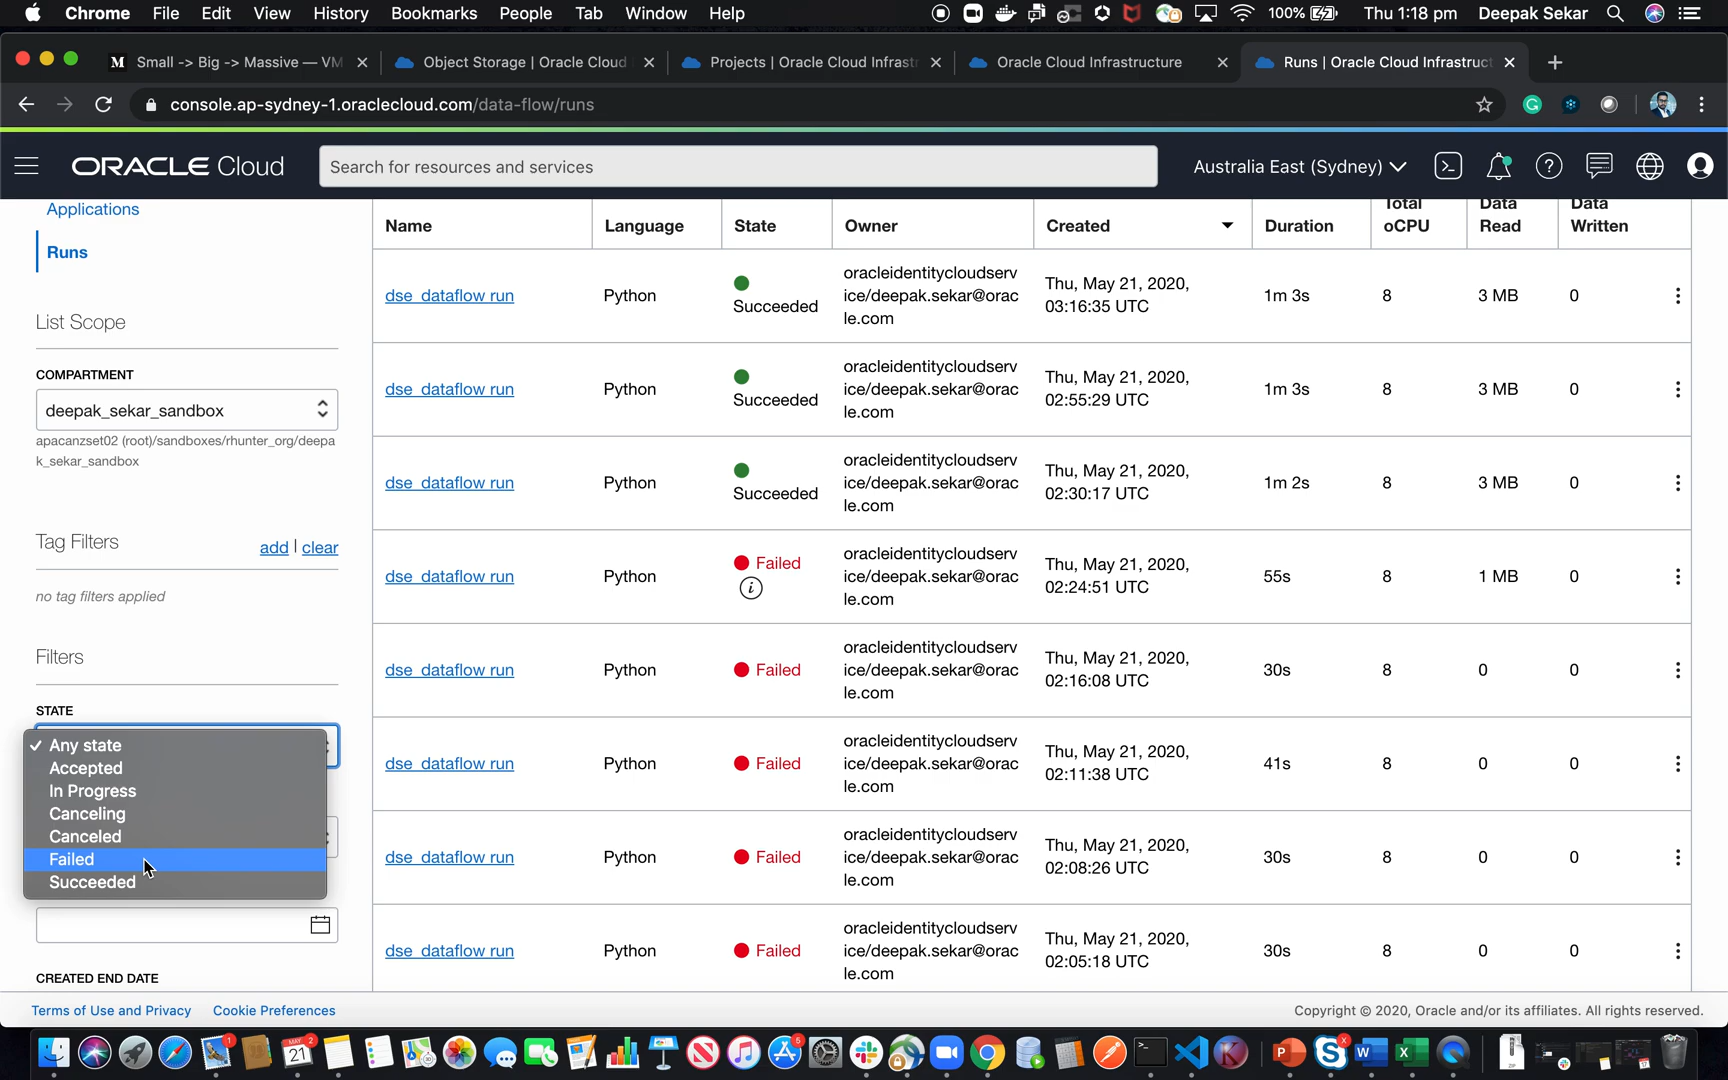 Chrome File Edit View History Bookmarks People Tab Window Help 100% Thu 1:18 pm Deepak Sekar
M Small -> Big -> Massive — VM Object Storage | Oracle Cloud Projects | Oracle Cloud Infrastr Oracle Cloud Infrastructure Runs | Oracle Cloud Infrastruct
console.ap-sydney-1.oraclecloud.com/data-flow/runs
ORACLE Cloud Search for resources and services Australia East (Sydney)
Applications
Runs
List Scope
COMPARTMENT
deepak_sekar_sandbox
apacanzset02 (root)/sandboxes/rhunter_org/deepa
k_sekar_sandbox
Tag Filters add | clear
no tag filters applied
Filters
STATE
Any state
Accepted
In Progress
Canceling
Canceled
Failed
Succeeded
CREATED END DATE
Name Language State Owner Created Duration Total oCPU Data Read Data Written
dse_dataflow run Python Succeeded oracleidentitycloudserv
ice/deepak.sekar@orac
le.com Thu, May 21, 2020,
03:16:35 UTC 1m 3s 8 3 MB 0
dse_dataflow run Python Succeeded oracleidentitycloudserv
ice/deepak.sekar@orac
le.com Thu, May 21, 2020,
02:55:29 UTC 1m 3s 8 3 MB 0
dse_dataflow run Python Succeeded oracleidentitycloudserv
ice/deepak.sekar@orac
le.com Thu, May 21, 2020,
02:30:17 UTC 1m 2s 8 3 MB 0
dse_dataflow run Python Failed oracleidentitycloudserv
ice/deepak.sekar@orac
le.com Thu, May 21, 2020,
02:24:51 UTC 55s 8 1 MB 0
dse_dataflow run Python Failed oracleidentitycloudserv
ice/deepak.sekar@orac
le.com Thu, May 21, 2020,
02:16:08 UTC 30s 8 0 0
dse_dataflow run Python Failed oracleidentitycloudserv
ice/deepak.sekar@orac
le.com Thu, May 21, 2020,
02:11:38 UTC 41s 8 0 0
dse_dataflow run Python Failed oracleidentitycloudserv
ice/deepak.sekar@orac
le.com Thu, May 21, 2020,
02:08:26 UTC 30s 8 0 0
dse_dataflow run Python Failed oracleidentitycloudserv
ice/deepak.sekar@orac
le.com Thu, May 21, 2020,
02:05:18 UTC 30s 8 0 0
Terms of Use and Privacy Cookie Preferences Copyright © 2020, Oracle and/or its affiliates. All rights reserved.